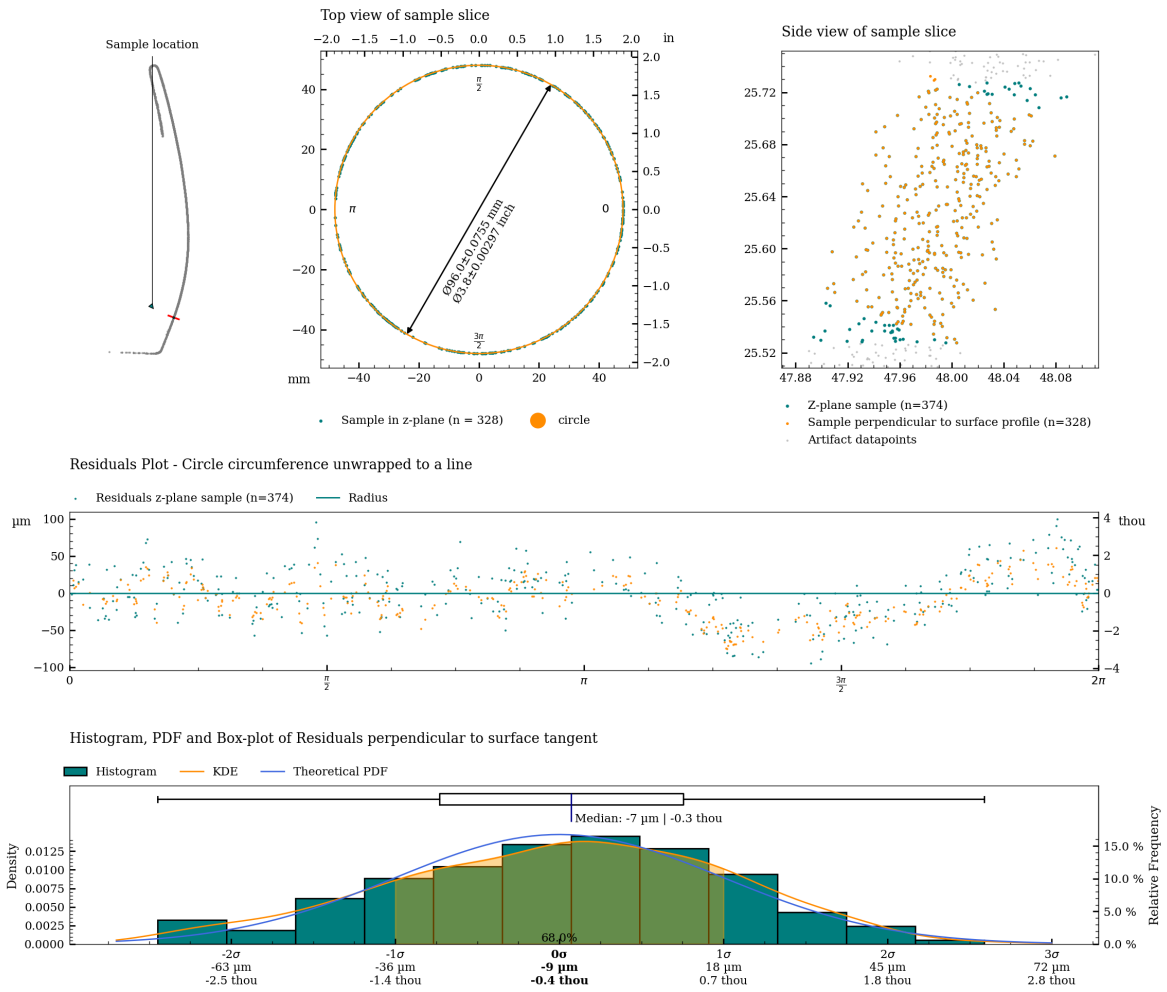 Sample location
Top view of sample slice
−2.0 −1.5 −1.0 −0.5 0.0 0.5 1.0 1.5 2.0 in
40
20
0
−20
−40
2.0
1.5
1.0
0.5
0.0
−0.5
−1.0
−1.5
−2.0
π/2
π
0
3π/2
Ø96.0±0.0755 mm
Ø3.8±0.00297 inch
mm −40 −20 0 20 40
Sample in z-plane (n = 328) circle
Side view of sample slice
25.72
25.68
25.64
25.60
25.56
25.52
47.88 47.92 47.96 48.00 48.04 48.08
Z-plane sample (n=374)
Sample perpendicular to surface profile (n=328)
Artifact datapoints
Residuals Plot - Circle circumference unwrapped to a line
Residuals z-plane sample (n=374) Radius
µm
100
50
0
−50
−100
thou
4
2
0
−2
−4
0 π/2 π 3π/2 2π
Histogram, PDF and Box-plot of Residuals perpendicular to surface tangent
Histogram KDE Theoretical PDF
Median: -7 µm | -0.3 thou
Density
0.0125
0.0100
0.0075
0.0050
0.0025
0.0000
Relative Frequency
15.0 %
10.0 %
5.0 %
0.0 %
68.0%
-2σ -1σ 0σ 1σ 2σ 3σ
-63 µm -36 µm -9 µm 18 µm 45 µm 72 µm
-2.5 thou -1.4 thou -0.4 thou 0.7 thou 1.8 thou 2.8 thou